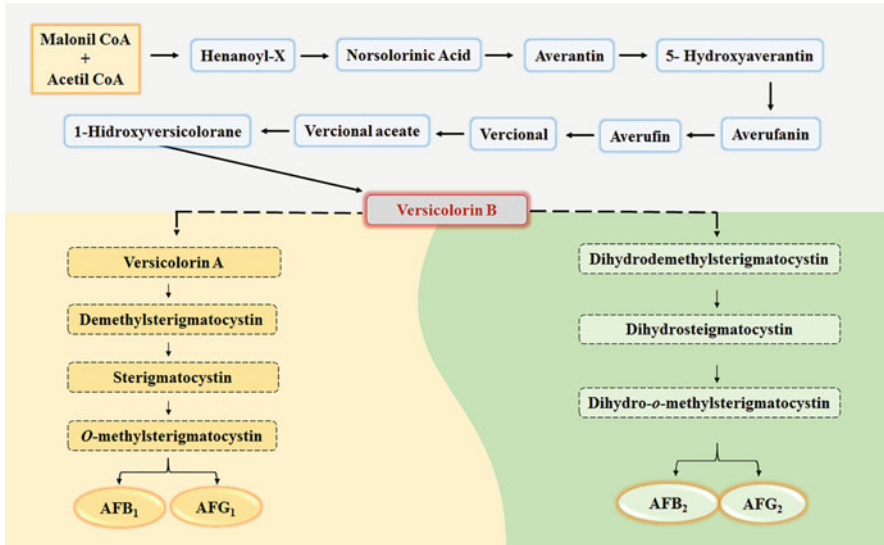 Malonil CoA
+
Acetil CoA
Henanoyl-X
Norsolorinic Acid
Averantin
5- Hydroxyaverantin
1-Hidroxyversicolorane
Vercional aceate
Vercional
Averufin
Averufanin
Versicolorin B
Versicolorin A
Demethylsterigmatocystin
Sterigmatocystin
O-methylsterigmatocystin
AFB₁
AFG₁
Dihydrodemethylsterigmatocystin
Dihydrosteigmatocystin
Dihydro-o-methylsterigmatocystin
AFB₂
AFG₂